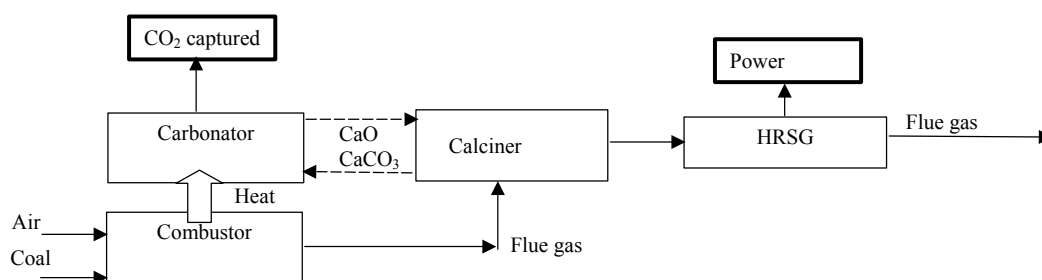 CO₂ captured
Power
Carbonator
CaO
CaCO₃
Calciner
HRSG
Flue gas
Heat
Air
Coal
Combustor
Flue gas